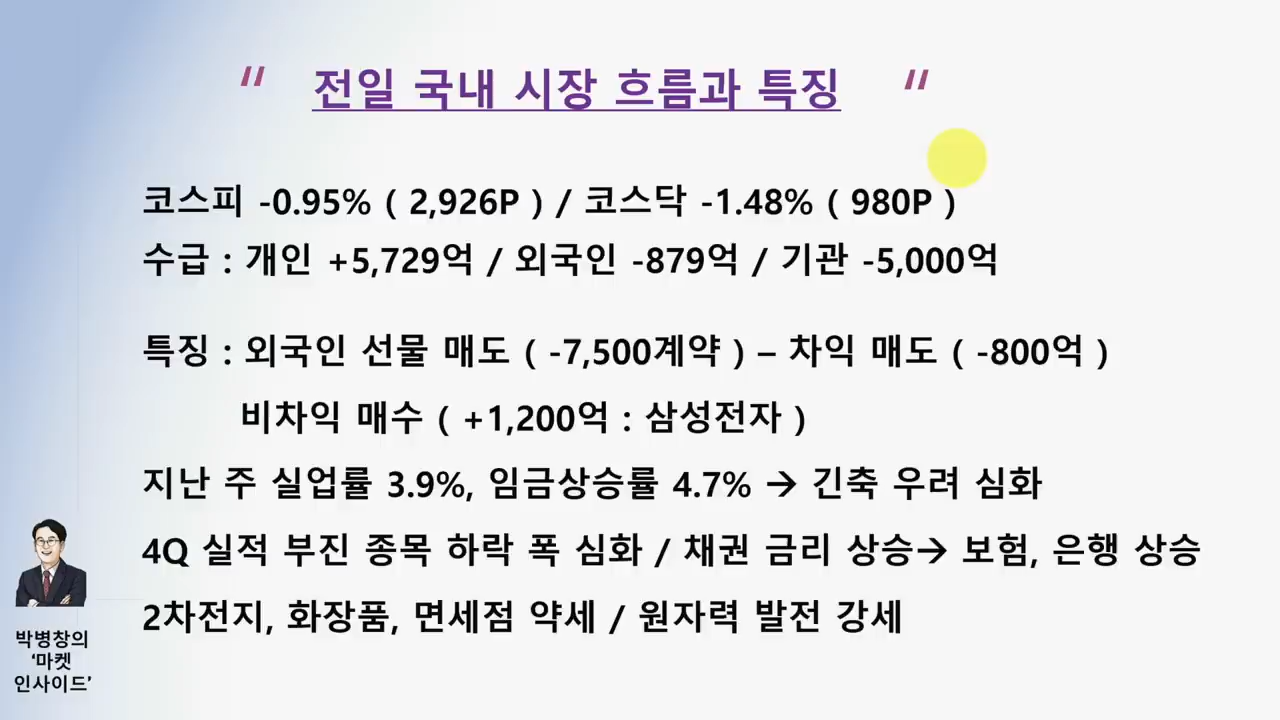 “ 전일 국내 시장 흐름과 특징 “
코스피 -0.95% ( 2,926P ) / 코스닥 -1.48% ( 980P )
수급 : 개인 +5,729억 / 외국인 -879억 / 기관 -5,000억
특징 : 외국인 선물 매도 ( -7,500계약 ) – 차익 매도 ( -800억 )
비차익 매수 ( +1,200억 : 삼성전자 )
지난 주 실업률 3.9%, 임금상승률 4.7% → 긴축 우려 심화
4Q 실적 부진 종목 하락 폭 심화 / 채권 금리 상승→ 보험, 은행 상승
2차전지, 화장품, 면세점 약세 / 원자력 발전 강세
박병창의
‘마켓
인사이드’